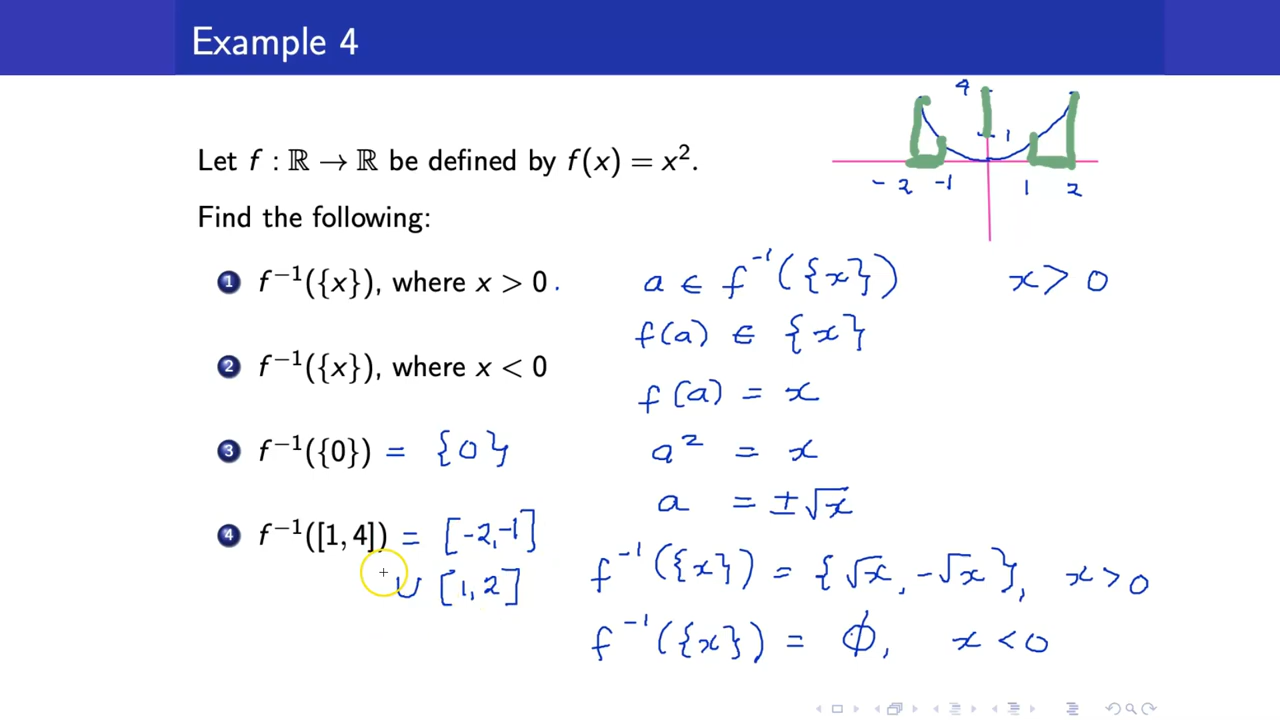 Example 4
4
1
-2 -1 1 2
Let f : ℝ → ℝ be defined by f(x) = x².
Find the following:
1 f⁻¹({x}), where x > 0.
a ∈ f⁻¹({x}) x > 0
f(a) ∈ {x}
2 f⁻¹({x}), where x < 0
f(a) = x
3 f⁻¹({0}) = {0}
a² = x
a = ±√x
4 f⁻¹([1, 4]) = [-2,-1]
∪ [1,2]
f⁻¹({x}) = {√x, -√x}, x > 0
f⁻¹({x}) = ϕ, x < 0